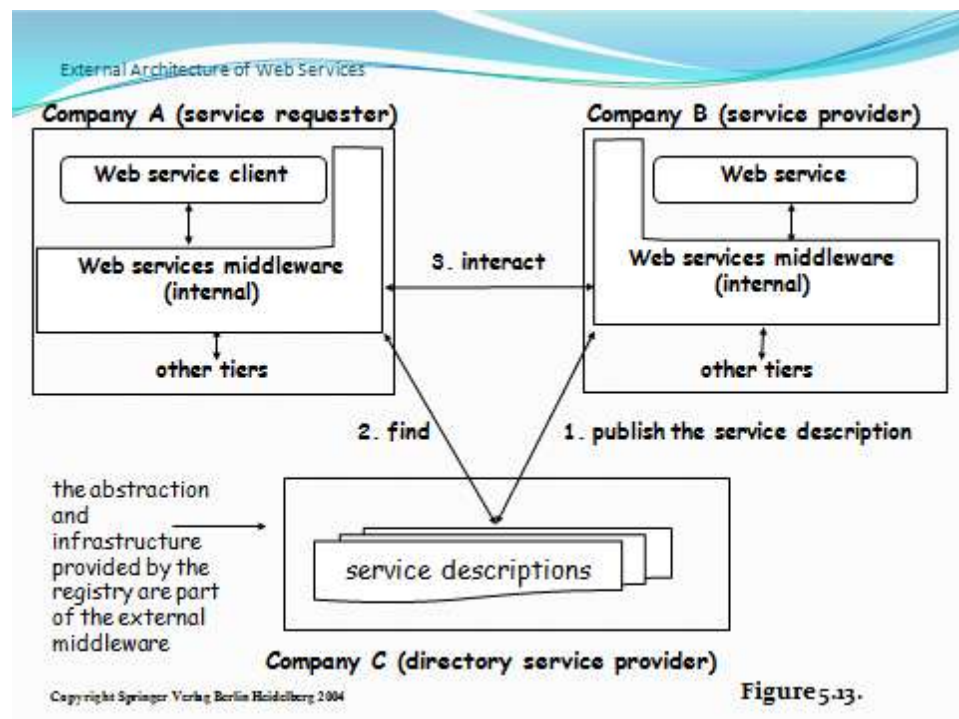 External Architecture of Web Services
Company A (service requester)
Company B (service provider)
Web service client
Web service
Web services middleware
(internal)
3. interact
Web services middleware
(internal)
other tiers
other tiers
2. find
1. publish the service description
the abstraction
and
infrastructure
provided by the
registry are part
of the external
middleware
service descriptions
Company C (directory service provider)
Copyright Springer Verlag Berlin Heidelberg 2004
Figure 5.13.